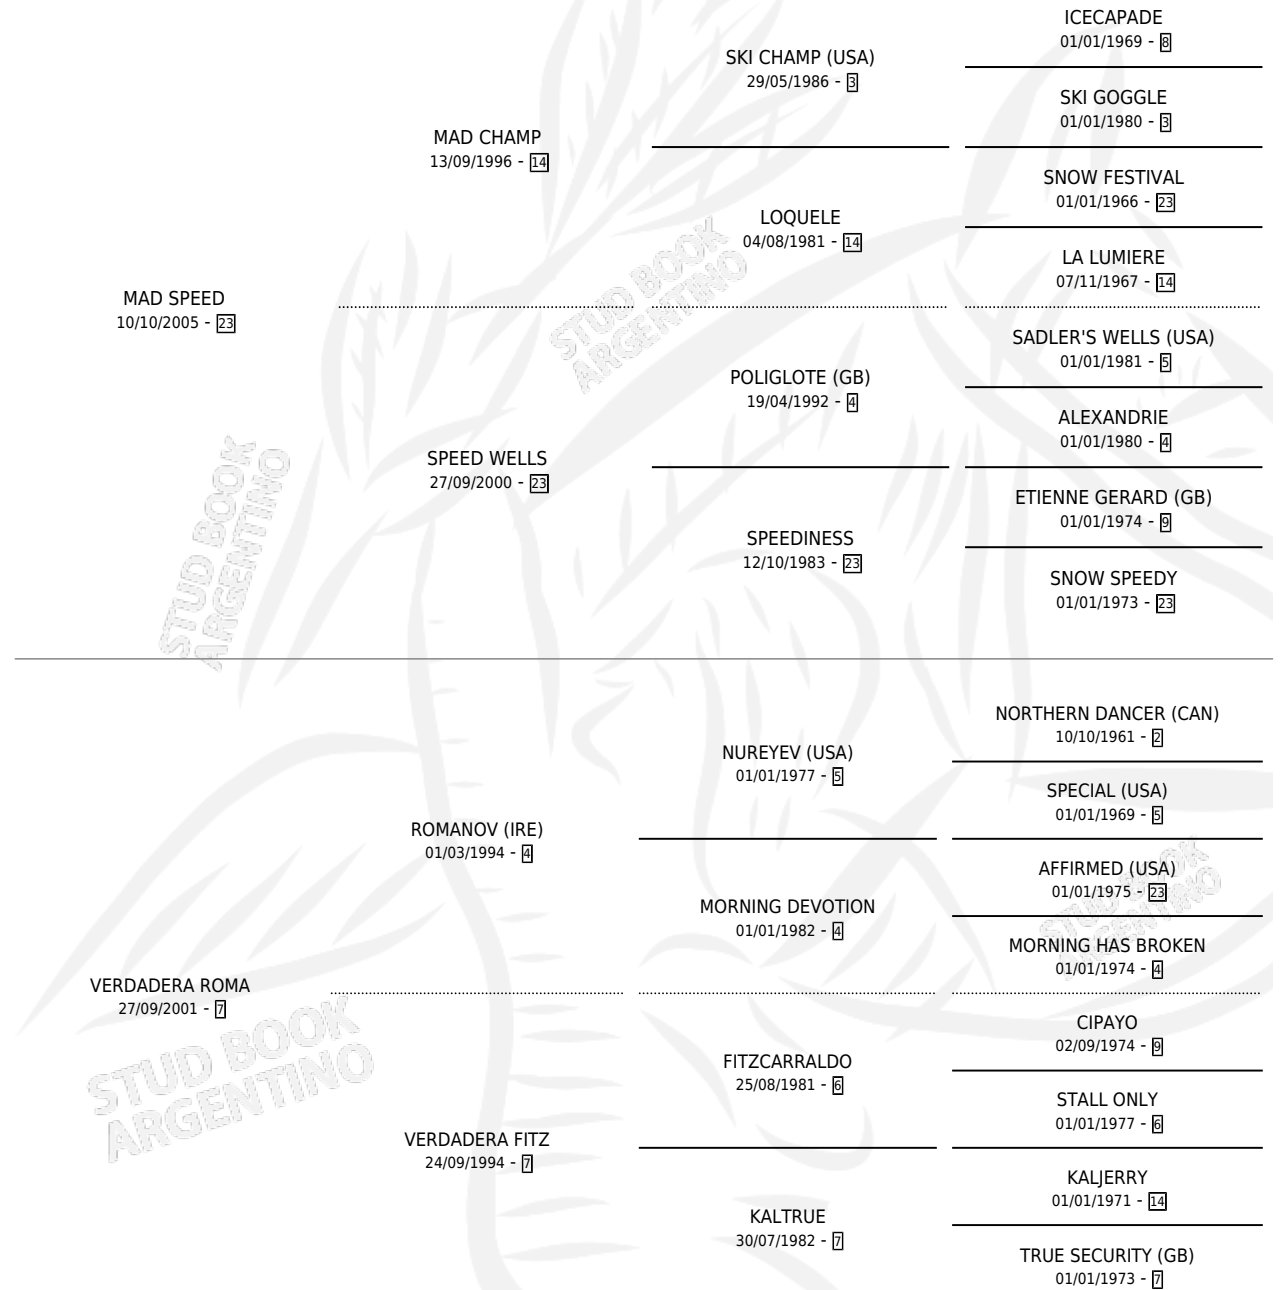 ICECAPADE
01/01/1969 - 8
SKI CHAMP (USA)
29/05/1986 - 3
SKI GOGGLE
01/01/1980 - 3
MAD CHAMP
13/09/1996 - 14
SNOW FESTIVAL
01/01/1966 - 23
LOQUELE
04/08/1981 - 14
LA LUMIERE
07/11/1967 - 14
MAD SPEED
10/10/2005 - 23
SADLER'S WELLS (USA)
01/01/1981 - 5
POLIGLOTE (GB)
19/04/1992 - 4
ALEXANDRIE
01/01/1980 - 4
SPEED WELLS
27/09/2000 - 23
ETIENNE GERARD (GB)
01/01/1974 - 9
SPEEDINESS
12/10/1983 - 23
SNOW SPEEDY
01/01/1973 - 23
NORTHERN DANCER (CAN)
10/10/1961 - 2
NUREYEV (USA)
01/01/1977 - 5
SPECIAL (USA)
01/01/1969 - 5
ROMANOV (IRE)
01/03/1994 - 4
AFFIRMED (USA)
01/01/1975 - 23
MORNING DEVOTION
01/01/1982 - 4
MORNING HAS BROKEN
01/01/1974 - 4
VERDADERA ROMA
27/09/2001 - 7
CIPAYO
02/09/1974 - 9
FITZCARRALDO
25/08/1981 - 6
STALL ONLY
01/01/1977 - 6
VERDADERA FITZ
24/09/1994 - 7
KALJERRY
01/01/1971 - 14
KALTRUE
30/07/1982 - 7
TRUE SECURITY (GB)
01/01/1973 - 7
STUD BOOK
ARGENTINO
STUD BOOK
ARGENTINO
STUD BOOK
ARGENTINO
STUD BOOK
ARGENTINO